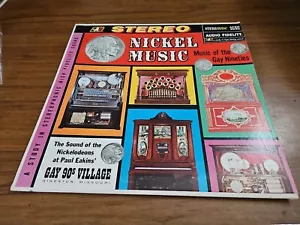 STEREO
NICKEL
MUSIC
Music of the
Gay Nineties
AUDIO FIDELITY
A STUDY IN STEREOPHONIC HIGH FIDELITY SOUND
The Sound of the
Nickelodeons
at Paul Eakins'
GAY 90s VILLAGE
SIKESTON, MISSOURI